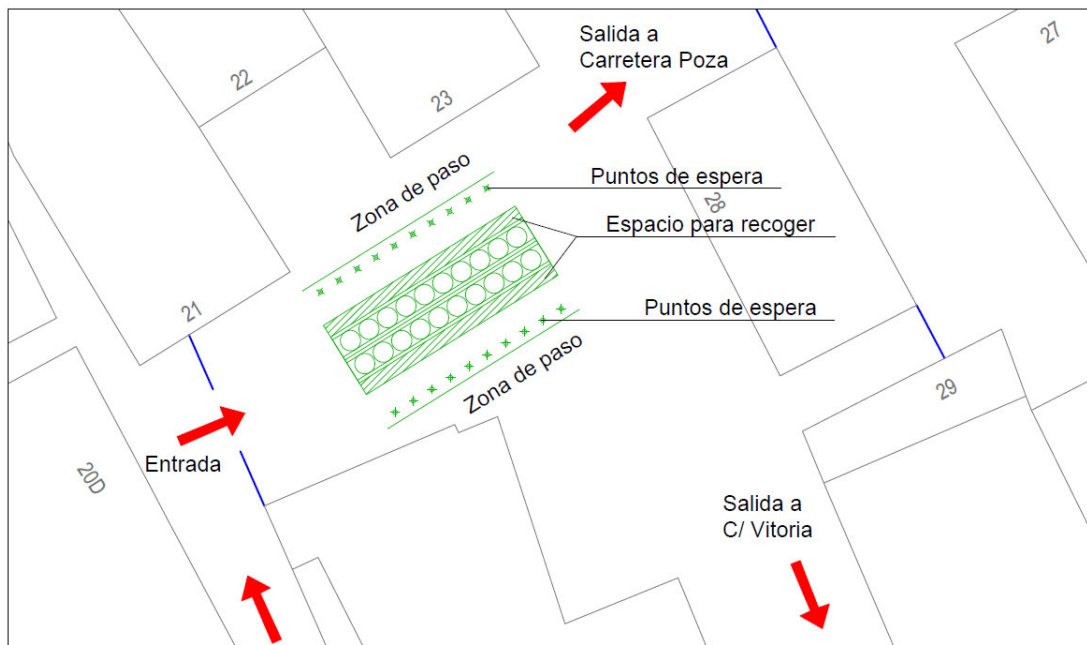 Salida a
Carretera Poza
27
22
23
Zona de paso
Puntos de espera
28
Espacio para recoger
21
Puntos de espera
Zona de paso
29
Entrada
20D
Salida a
C/ Vitoria